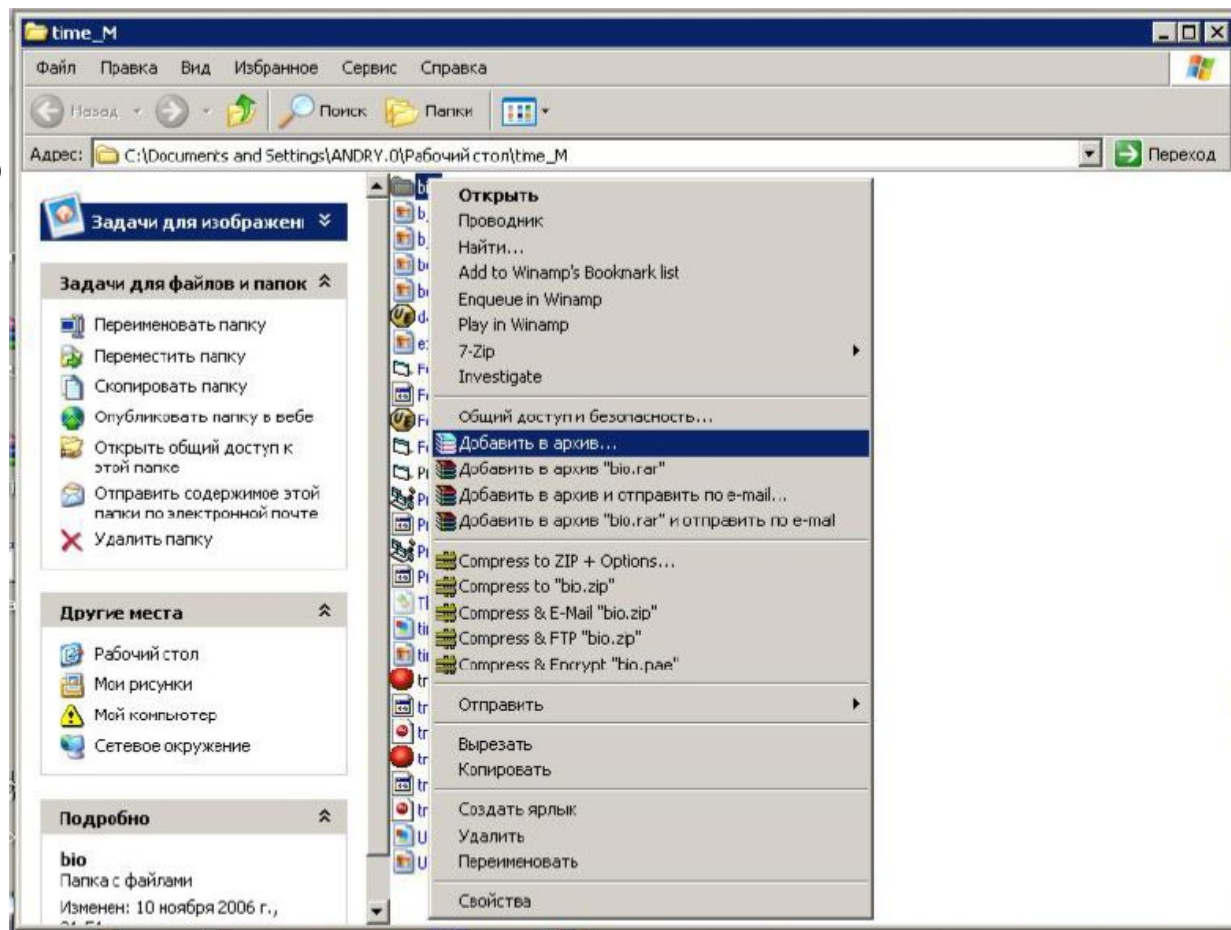 time_M
Файл Правка Вид Избранное Сервис Справка
Назад Поиск Папки
Адрес: C:\Documents and Settings\ANDRY.0\Рабочий стол\time_M Переход
Задачи для изображени
Задачи для файлов и папок
Переименовать папку
Переместить папку
Скопировать папку
Опубликовать папку в вебе
Открыть общий доступ к
этой папке
Отправить содержимое этой
папки по электронной почте
Удалить папку
Другие места
Рабочий стол
Мои рисунки
Мой компьютер
Сетевое окружение
Подробно
bio
Папка с файлами
Изменен: 10 ноября 2006 г.,
Открыть
Проводник
Найти...
Add to Winamp's Bookmark list
Enqueue in Winamp
Play in Winamp
7-Zip
Investigate
Общий доступ и безопасность...
Добавить в архив...
Добавить в архив "bio.rar"
Добавить в архив и отправить по e-mail...
Добавить в архив "bio.rar" и отправить по e-mail
Compress to ZIP + Options...
Compress to "bio.zip"
Compress & E-Mail "bio.zip"
Compress & FTP "bio.zip"
Compress & Encrypt "bio.pae"
Отправить
Вырезать
Копировать
Создать ярлык
Удалить
Переименовать
Свойства